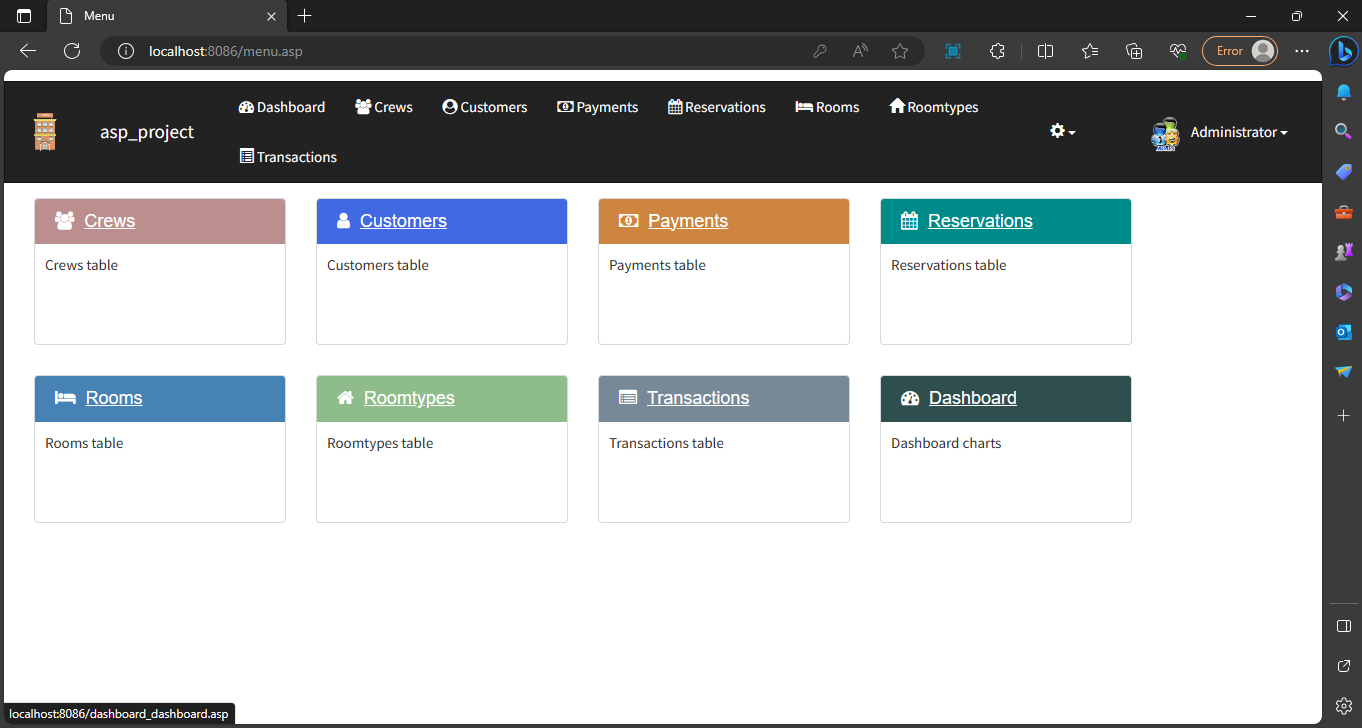 Menu
localhost:8086/menu.asp
Error
asp_project
Dashboard Crews Customers Payments Reservations Rooms Roomtypes
Transactions
Administrator
Crews Customers Payments Reservations
Crews table Customers table Payments table Reservations table
Rooms Roomtypes Transactions Dashboard
Rooms table Roomtypes table Transactions table Dashboard charts
localhost:8086/dashboard_dashboard.asp